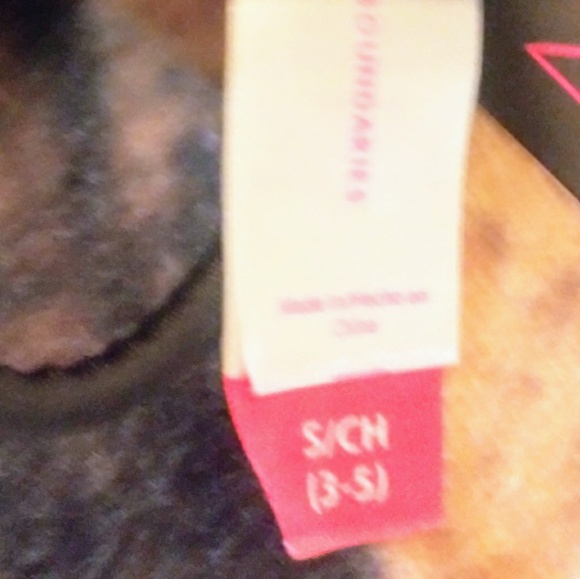 BOUNDARIES
Made in/Hecho en
China
S/CH
(3-5)